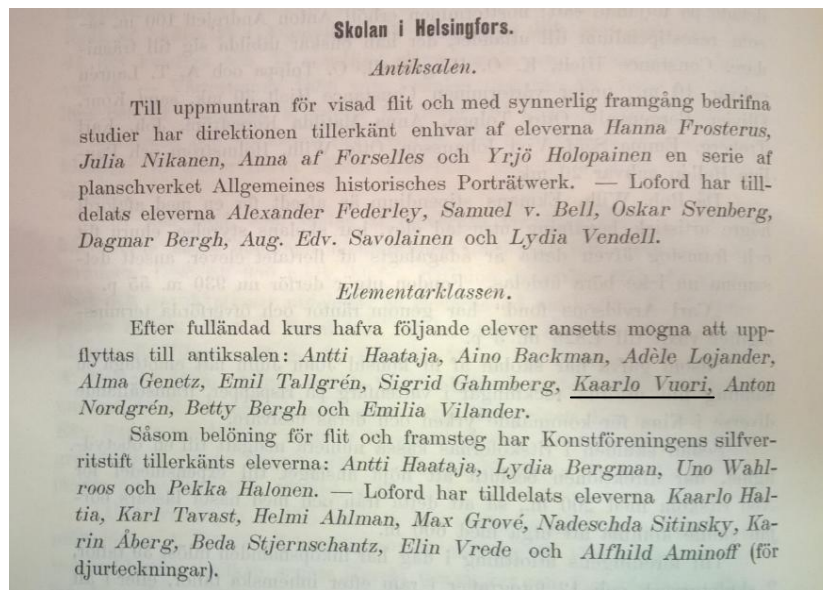 Skolan i Helsingfors.
Antiksalen.
Till uppmuntran för visad flit och med synnerlig framgång bedrifna
studier har direktionen tillerkänt enhvar af eleverna Hanna Frosterus,
Julia Nikanen, Anna af Forselles och Yrjö Holopainen en serie af
planschverket Allgemeines historisches Porträtwerk. — Loford har till-
delats eleverna Alexander Federley, Samuel v. Bell, Oskar Svenberg,
Dagmar Bergh, Aug. Edv. Savolainen och Lydia Vendell.
Elementarklassen.
Efter fulländad kurs hafva följande elever ansetts mogna att upp-
flyttas till antiksalen: Antti Haataja, Aino Backman, Adèle Lojander,
Alma Genetz, Emil Tallgrén, Sigrid Gahmberg, Kaarlo Vuori, Anton
Nordgrén, Betty Bergh och Emilia Vilander.
Såsom belöning för flit och framsteg har Konstföreningens silfver-
ritstift tillerkänts eleverna: Antti Haataja, Lydia Bergman, Uno Wahl-
roos och Pekka Halonen. — Loford har tilldelats eleverna Kaarlo Hal-
tia, Karl Tavast, Helmi Ahlman, Max Grové, Nadeschda Sitinsky, Ka-
rin Åberg, Beda Stjernschantz, Elin Vrede och Alfhild Aminoff (för
djurteckningar).